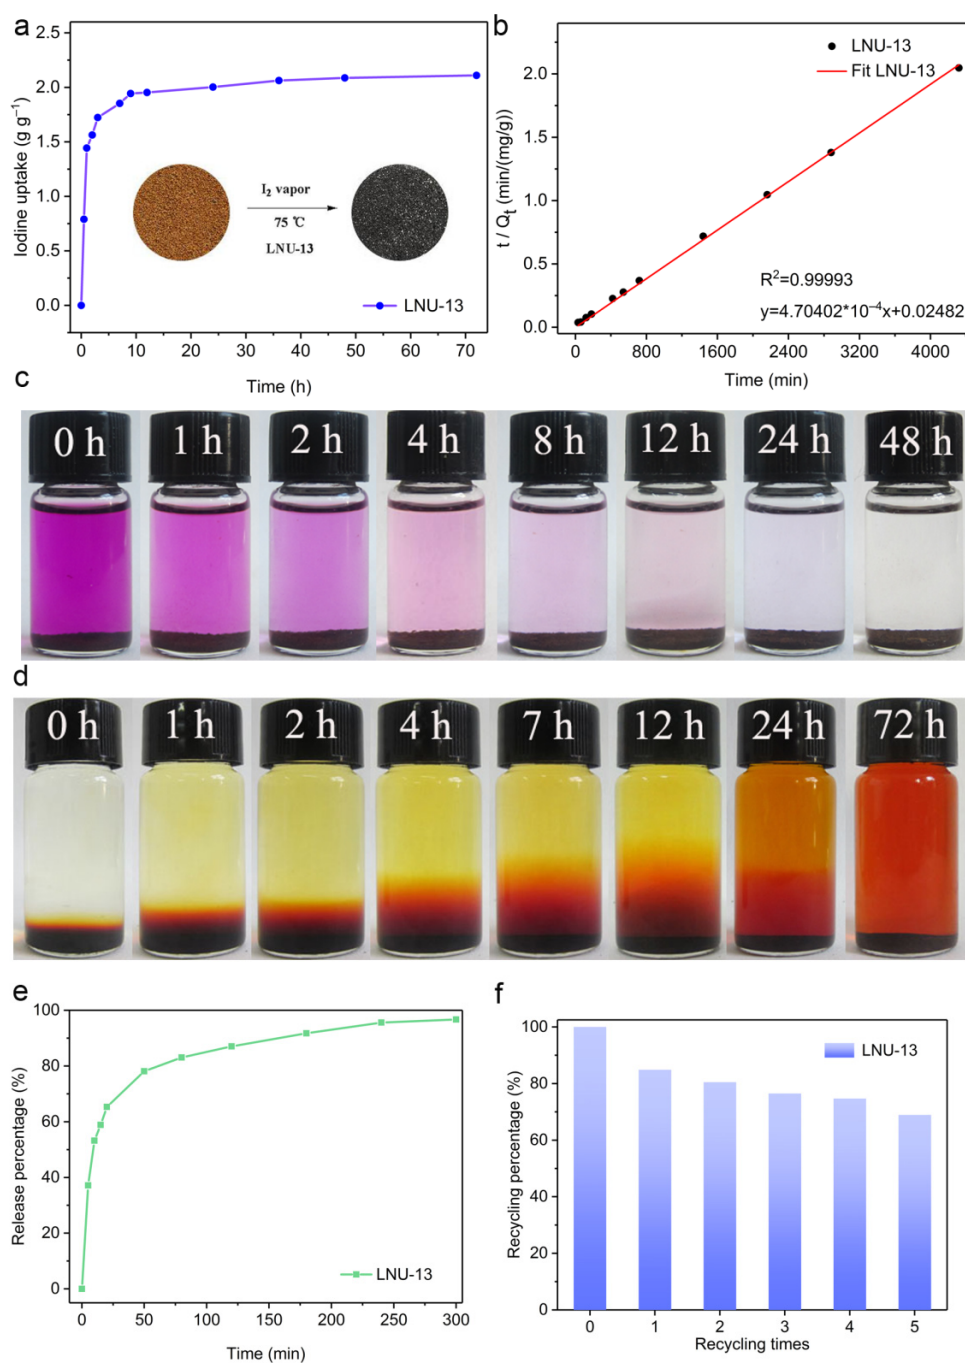 a
2.5
2.0
1.5
1.0
0.5
0.0
Iodine uptake (g g⁻¹)
I₂ vapor
75 ℃
LNU-13
LNU-13
0 10 20 30 40 50 60 70
Time (h)
b
LNU-13
Fit LNU-13
2.0
1.5
1.0
0.5
0.0
t / Qt (min/(mg/g))
R²=0.99993
y=4.70402*10⁻⁴x+0.02482
0 800 1600 2400 3200 4000
Time (min)
c
0 h 1 h 2 h 4 h 8 h 12 h 24 h 48 h
d
0 h 1 h 2 h 4 h 7 h 12 h 24 h 72 h
e
100
80
60
40
20
0
Release percentage (%)
LNU-13
0 50 100 150 200 250 300
Time (min)
f
100
80
60
40
20
0
Recycling percentage (%)
LNU-13
0 1 2 3 4 5
Recycling times